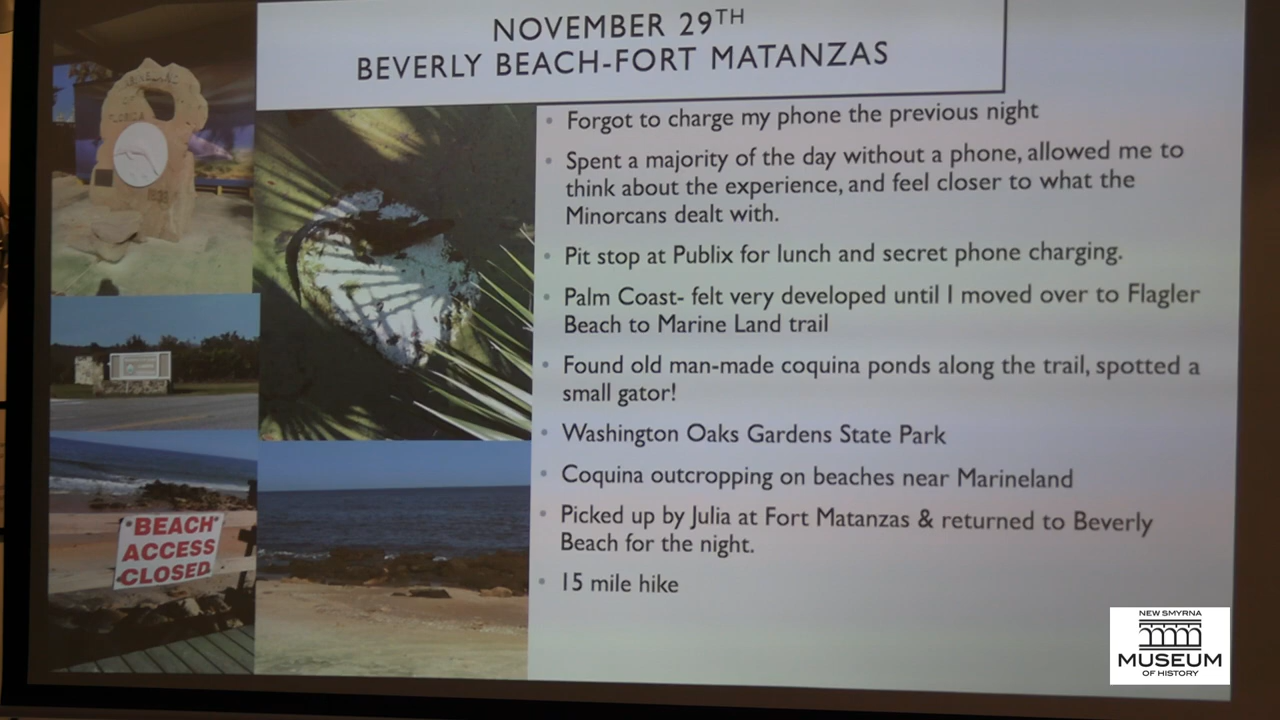 NOVEMBER 29TH
BEVERLY BEACH-FORT MATANZAS
• Forgot to charge my phone the previous night
• Spent a majority of the day without a phone, allowed me to
think about the experience, and feel closer to what the
Minorcans dealt with.
• Pit stop at Publix for lunch and secret phone charging.
• Palm Coast- felt very developed until I moved over to Flagler
Beach to Marine Land trail
• Found old man-made coquina ponds along the trail, spotted a
small gator!
• Washington Oaks Gardens State Park
• Coquina outcropping on beaches near Marineland
• Picked up by Julia at Fort Matanzas & returned to Beverly
Beach for the night.
• 15 mile hike
FLORIDA
1938
BEACH
ACCESS
CLOSED
NEW SMYRNA
MUSEUM
OF HISTORY